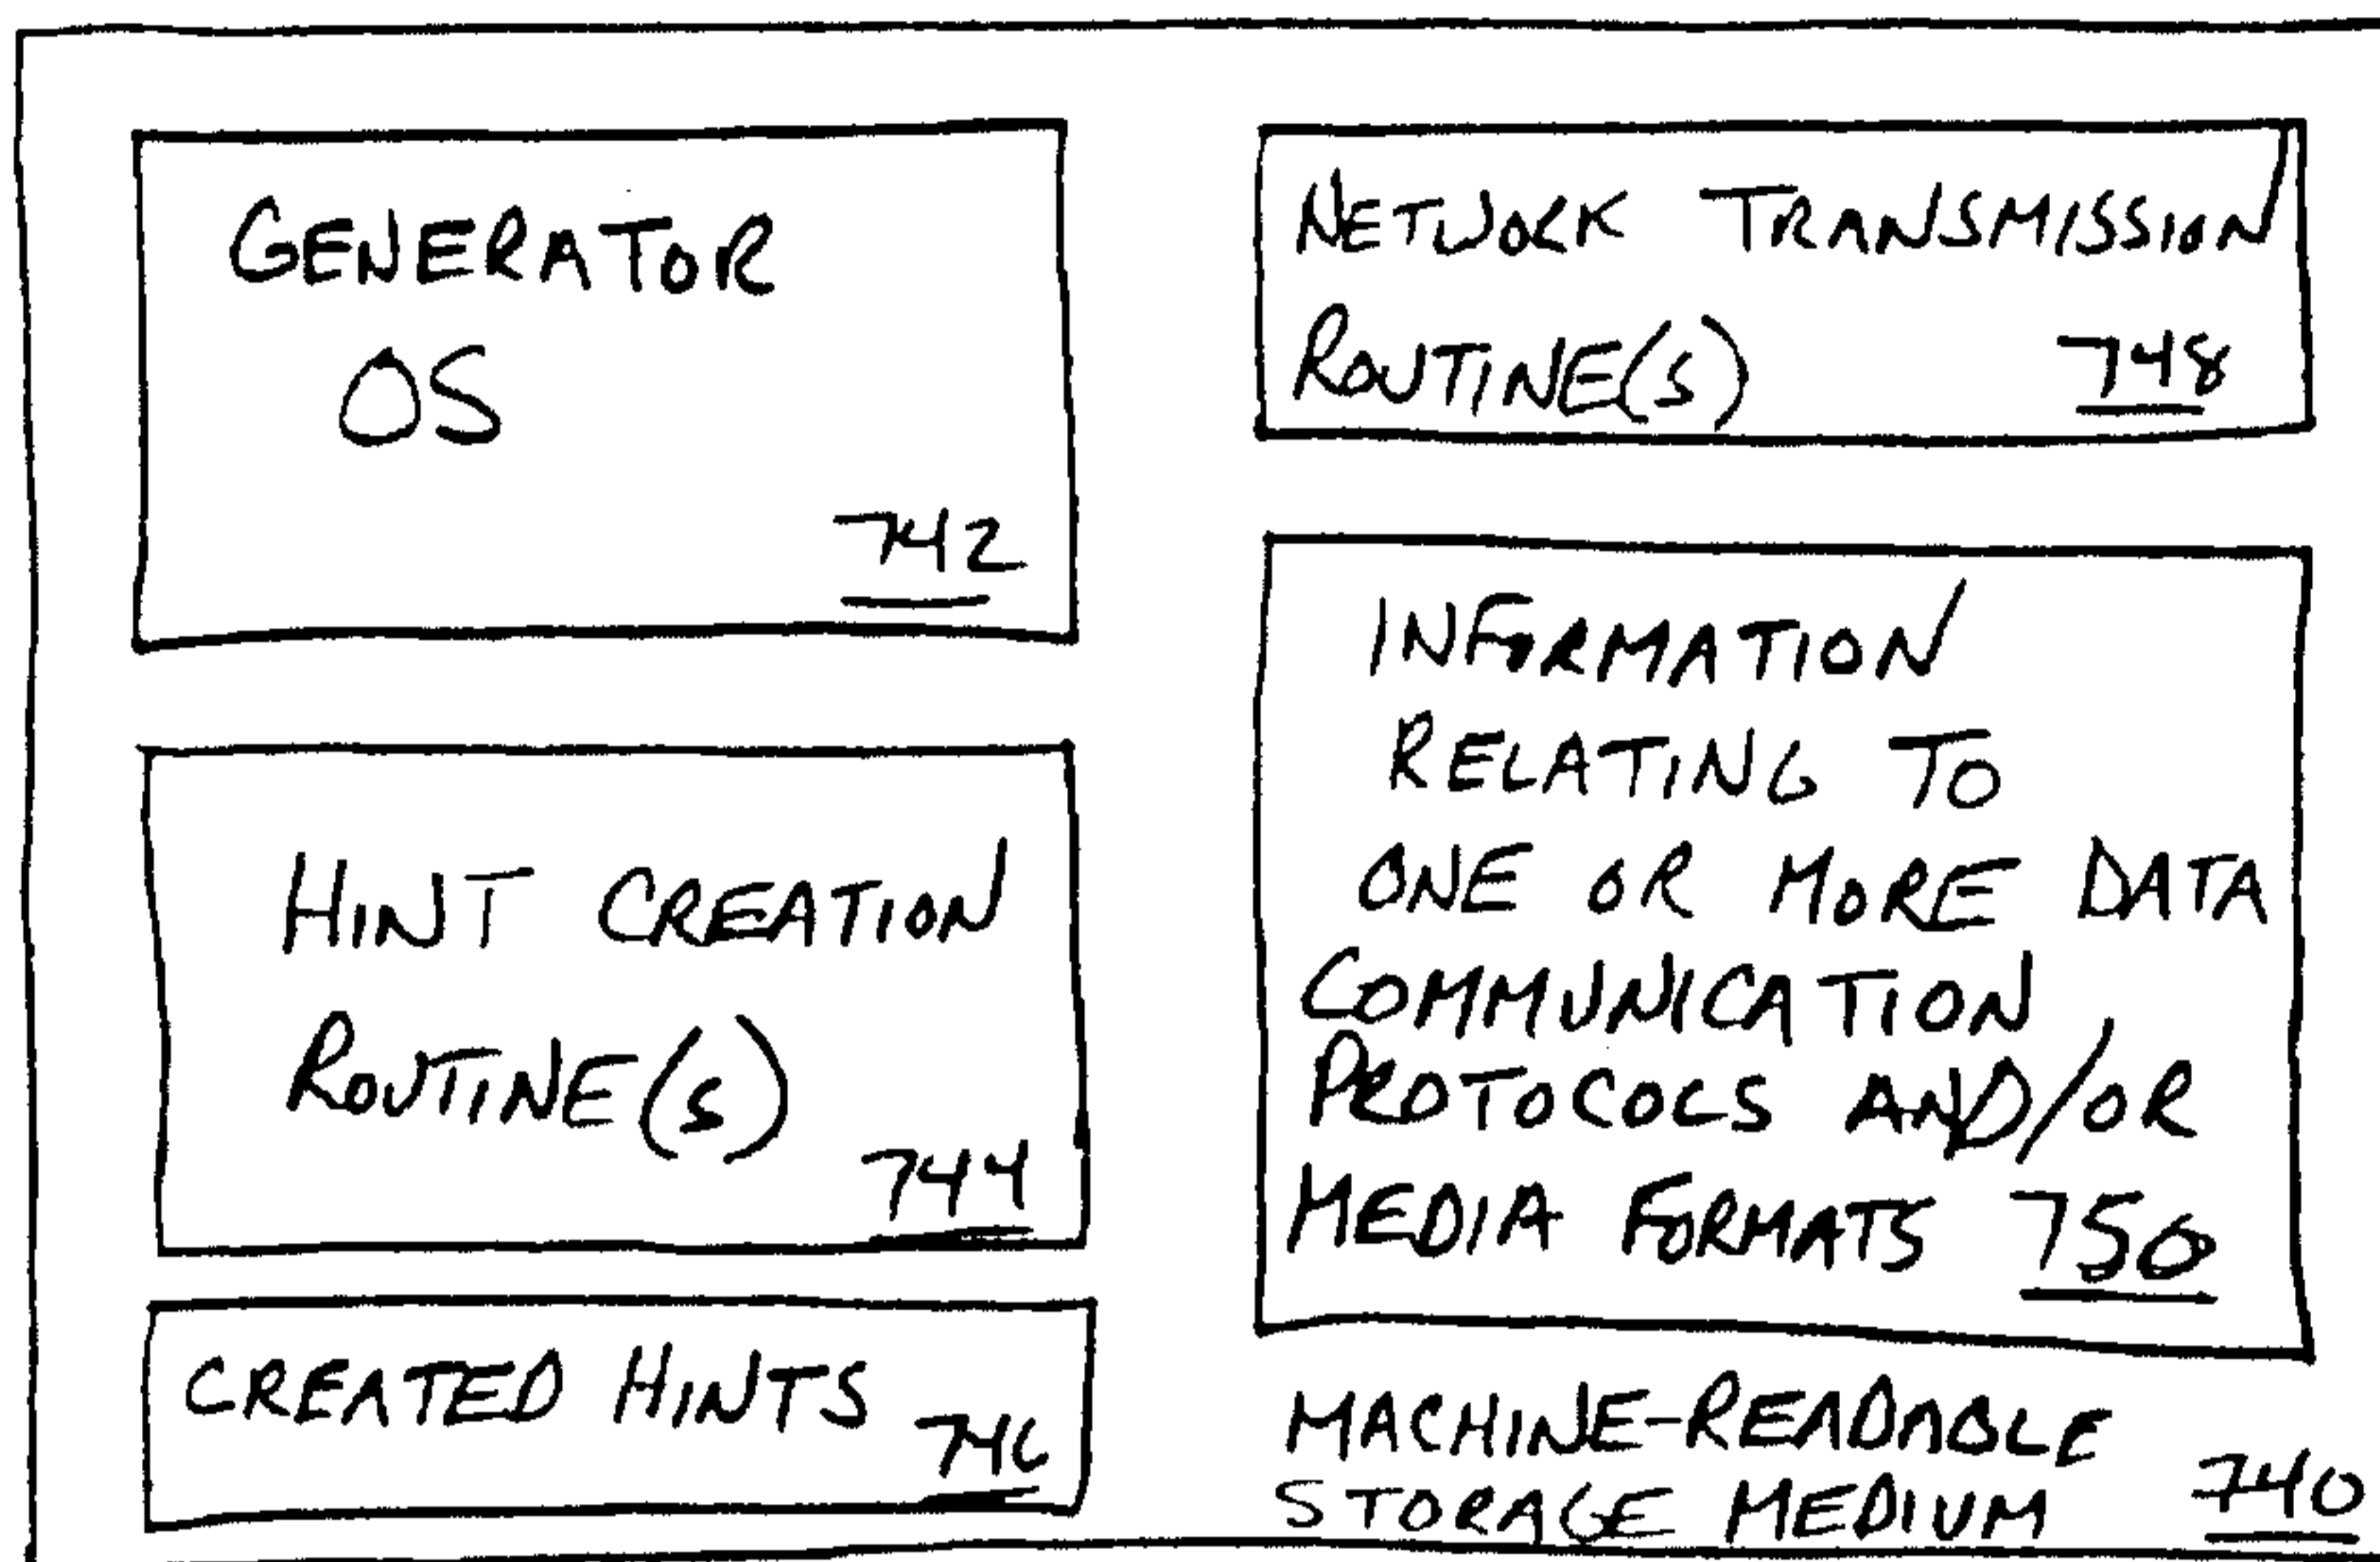 GENERATOR
OS
742
HINT CREATION
ROUTINE(S)
744
CREATED HINTS 746
NETWORK TRANSMISSION
ROUTINE(S) 748
INFORMATION
RELATING TO
ONE OR MORE DATA
COMMUNICATION
PROTOCOLS AND/OR
MEDIA FORMATS 750
MACHINE-READABLE
STORAGE MEDIUM 740